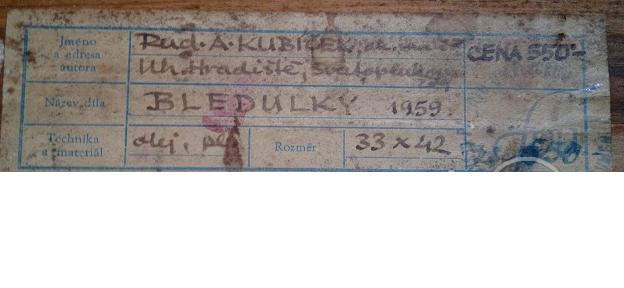 Jméno a adresa autora
Rud. A. KUBÍČEK,
Uh. Hradiště,
CENA 550'-
Název díla
BLEDULKY 1959.
Technika a materiál
olej,
Rozměr
33 x 42